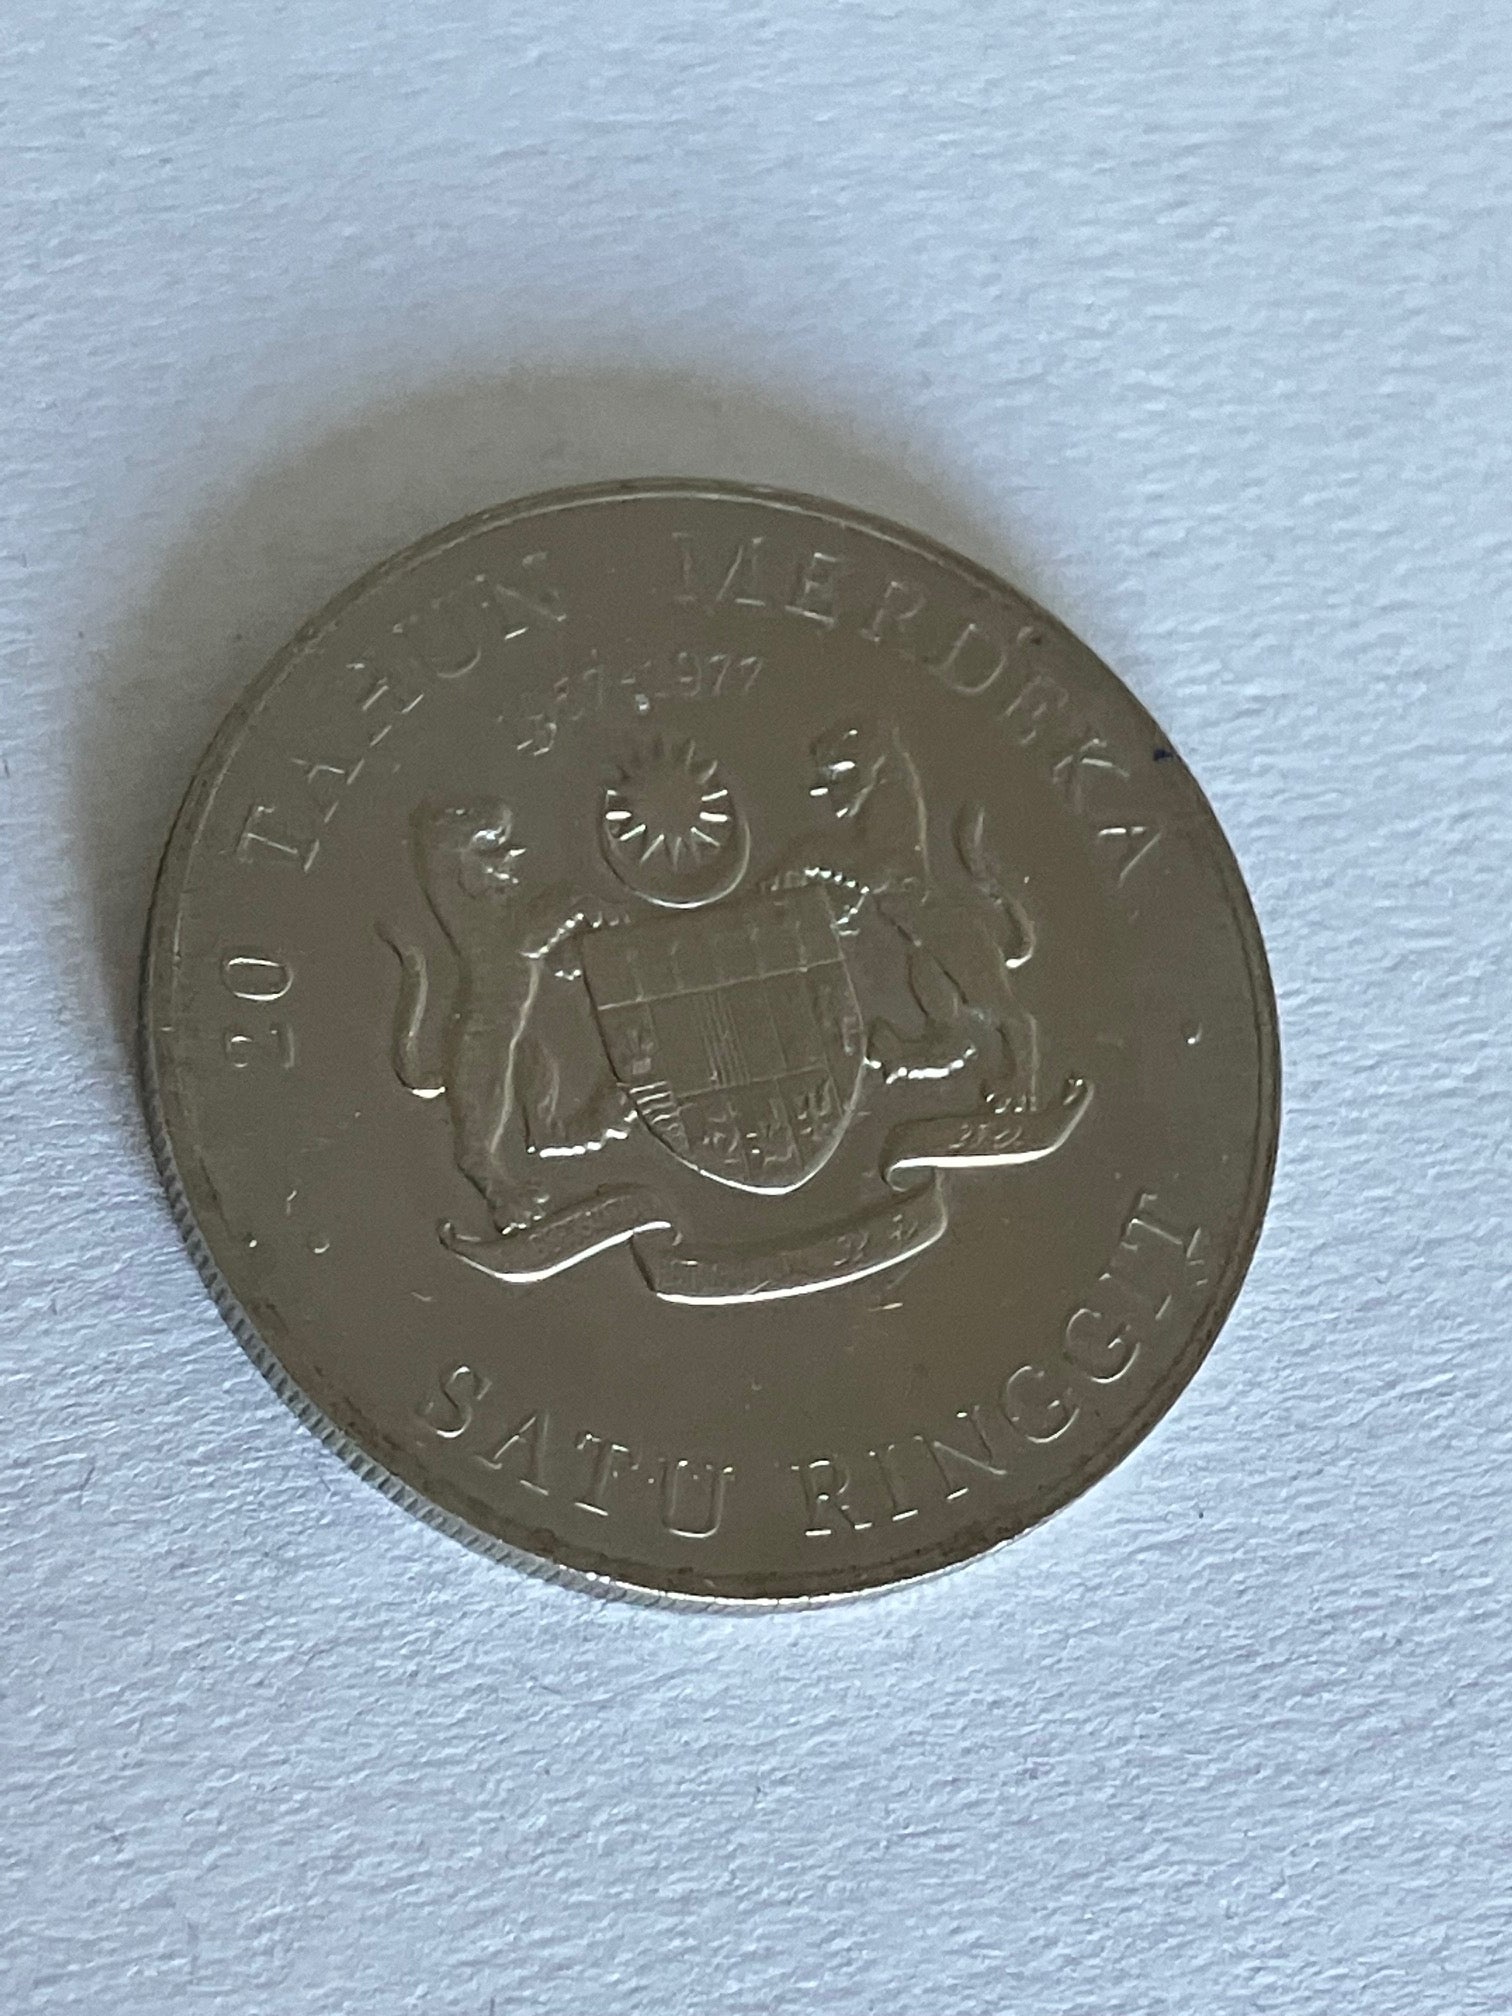 20 TAHUN MERDEKA
1957-1977
SATU RINGGIT